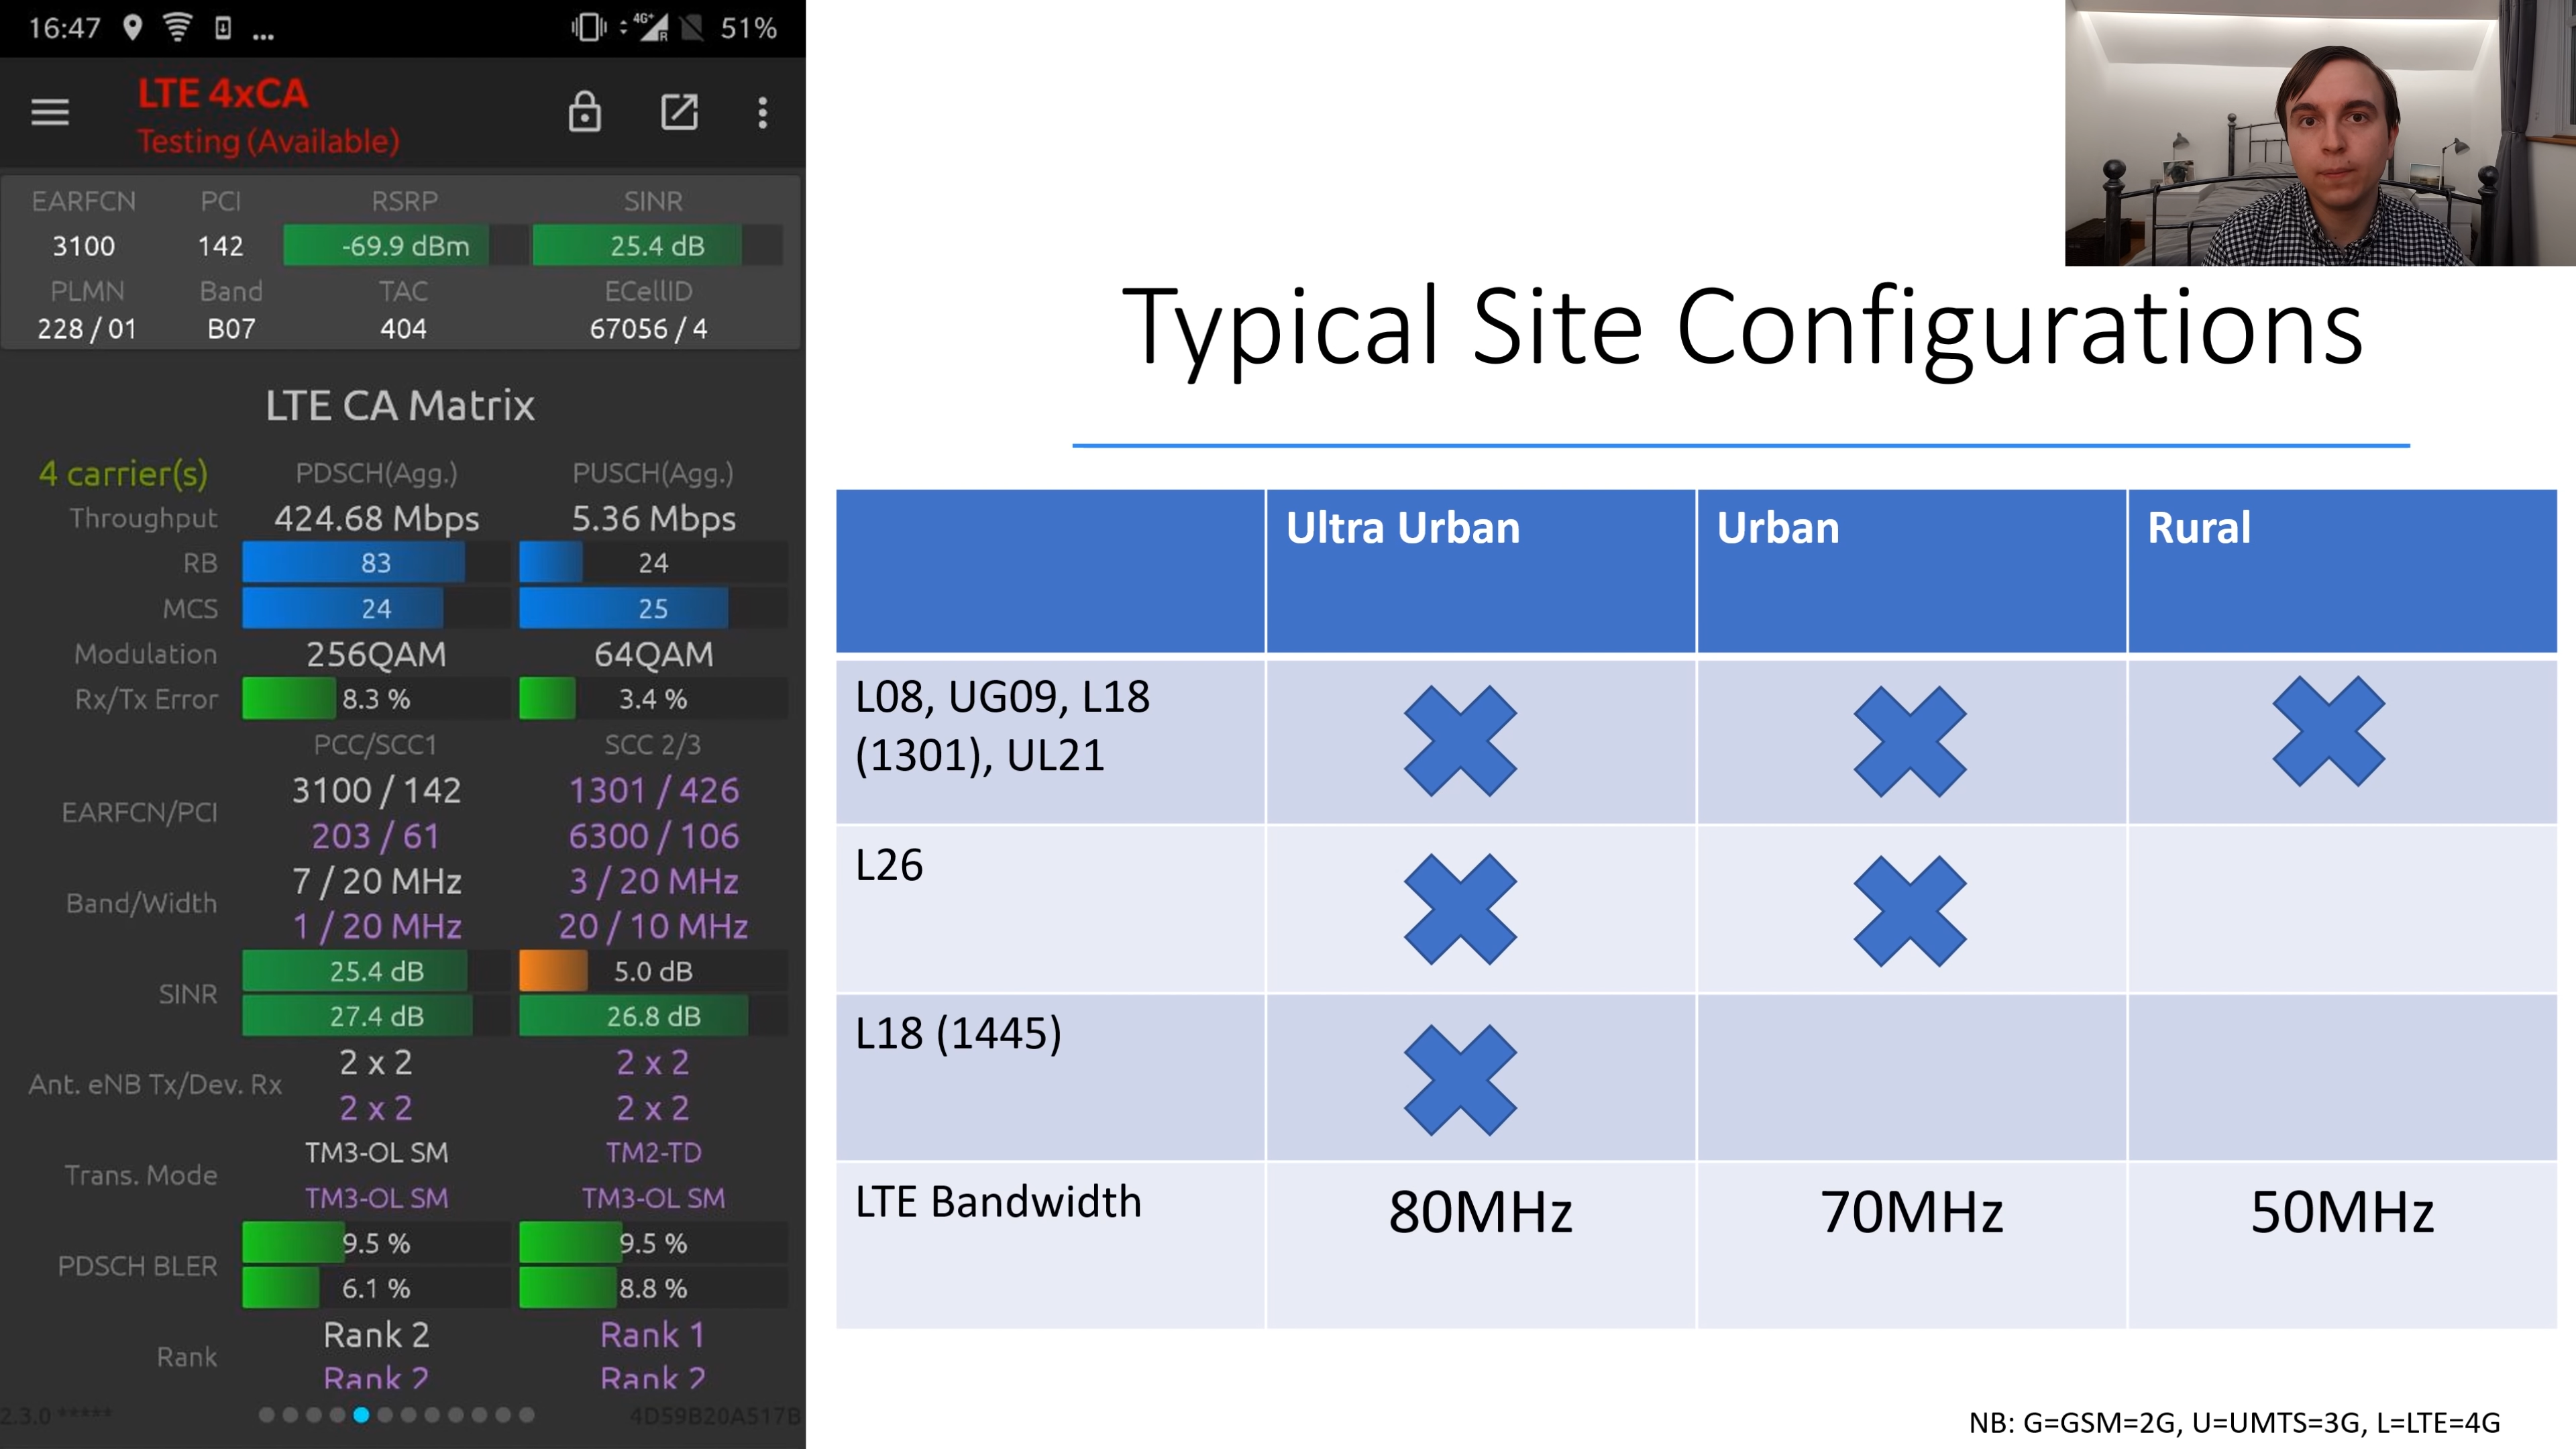 16:47 ... 4G+ R 51%
LTE 4xCA
Testing (Available)
EARFCN PCI RSRP SINR
3100 142 -69.9 dBm 25.4 dB
PLMN Band TAC ECellID
228 / 01 B07 404 67056 / 4
LTE CA Matrix
4 carrier(s) PDSCH(Agg.) PUSCH(Agg.)
Throughput 424.68 Mbps 5.36 Mbps
RB 83 24
MCS 24 25
Modulation 256QAM 64QAM
Rx/Tx Error 8.3 % 3.4 %
PCC/SCC1 SCC 2/3
EARFCN/PCI 3100 / 142 1301 / 426
203 / 61 6300 / 106
Band/Width 7 / 20 MHz 3 / 20 MHz
1 / 20 MHz 20 / 10 MHz
SINR 25.4 dB 5.0 dB
27.4 dB 26.8 dB
Ant. eNB Tx/Dev. Rx 2 x 2 2 x 2
2 x 2 2 x 2
Trans. Mode TM3-OL SM TM2-TD
TM3-OL SM TM3-OL SM
PDSCH BLER 9.5 % 9.5 %
6.1 % 8.8 %
Rank Rank 2 Rank 1
Rank 2 Rank 2
2.3.0 ***** 4D59B20A517B
Typical Site Configurations
Ultra Urban Urban Rural
L08, UG09, L18
(1301), UL21
L26
L18 (1445)
LTE Bandwidth 80MHz 70MHz 50MHz
NB: G=GSM=2G, U=UMTS=3G, L=LTE=4G